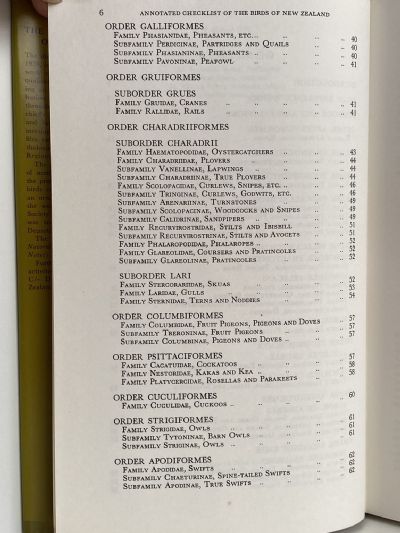 6 ANNOTATED CHECKLIST OF THE BIRDS OF NEW ZEALAND
ORDER GALLIFORMES
FAMILY PHASIANIDAE, PHEASANTS, ETC... 40
SUBFAMILY PERDICINAE, PARTRIDGES AND QUAILS 40
SUBFAMILY PHASIANINAE, PHEASANTS 40
SUBFAMILY PAVONINAE, PEAFOWL 41
ORDER GRUIFORMES
SUBORDER GRUES
FAMILY GRUIDAE, CRANES 41
FAMILY RALLIDAE, RAILS 41
ORDER CHARADRIIFORMES
SUBORDER CHARADRII
FAMILY HAEMATOPODIDAE, OYSTERCATCHERS 43
FAMILY CHARADRIIDAE, PLOVERS 44
SUBFAMILY VANELLINAE, LAPWINGS 44
SUBFAMILY CHARADRIINAE, TRUE PLOVERS 44
FAMILY SCOLOPACIDAE, CURLEWS, SNIPES, ETC. 46
SUBFAMILY TRINGINAE, CURLEWS, GODWITS, ETC. 46
SUBFAMILY ARENARIINAE, TURNSTONES 49
SUBFAMILY SCOLOPACINAE, WOODCOCKS AND SNIPES 49
SUBFAMILY CALIDRINAE, SANDPIPERS 49
FAMILY RECURVIROSTRIDAE, STILTS AND IBISBILL 51
SUBFAMILY RECURVIROSTRINAE, STILTS AND AVOCETS 51
FAMILY PHALAROPODIDAE, PHALAROPES 52
FAMILY GLAREOLIDAE, COURSERS AND PRATINCOLES 52
SUBFAMILY GLAREOLINAE, PRATINCOLES 52
SUBORDER LARI
FAMILY STERCORARIIDAE, SKUAS 52
FAMILY LARIDAE, GULLS 53
FAMILY STERNIDAE, TERNS AND NODDIES 54
ORDER COLUMBIFORMES
FAMILY COLUMBIDAE, FRUIT PIGEONS, PIGEONS AND DOVES 57
SUBFAMILY TRERONINAE, FRUIT PIGEONS 57
SUBFAMILY COLUMBINAE, PIGEONS AND DOVES 57
ORDER PSITTACIFORMES
FAMILY CACATUIDAE, COCKATOOS 57
FAMILY NESTORIDAE, KAKAS AND KEA 58
FAMILY PLATYCERCIDAE, ROSELLAS AND PARAKEETS 58
ORDER CUCULIFORMES
FAMILY CUCULIDAE, CUCKOOS 60
ORDER STRIGIFORMES
FAMILY STRIGIDAE, OWLS 61
SUBFAMILY TYTONINAE, BARN OWLS 61
SUBFAMILY STRIGINAE, OWLS 61
ORDER APODIFORMES
FAMILY APODIDAE, SWIFTS 62
SUBFAMILY CHAETURINAE, SPINE-TAILED SWIFTS 62
SUBFAMILY APODINAE, TRUE SWIFTS 62